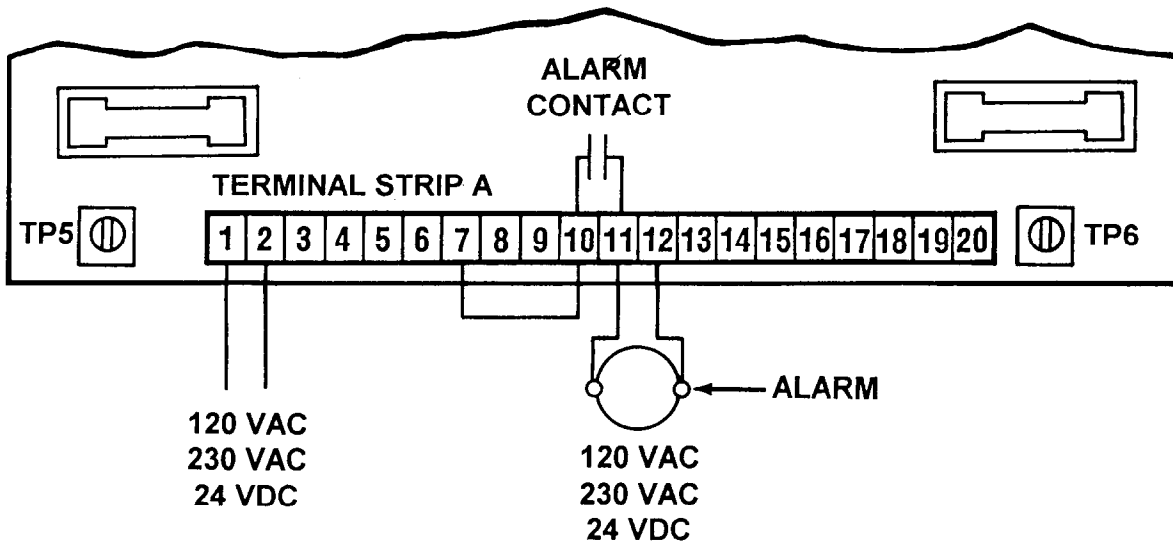 ALARM
CONTACT
TERMINAL STRIP A
TP5
1 2 3 4 5 6 7 8 9 10 11 12 13 14 15 16 17 18 19 20
TP6
ALARM
120 VAC
230 VAC
24 VDC
120 VAC
230 VAC
24 VDC